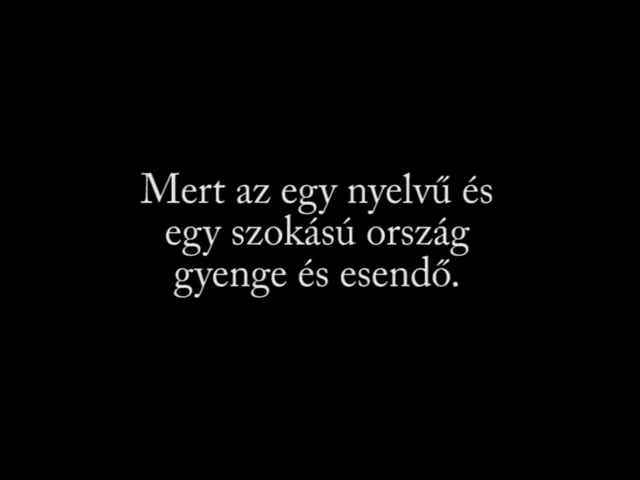 Mert az egy nyelvű és
egy szokású ország
gyenge és esendő.